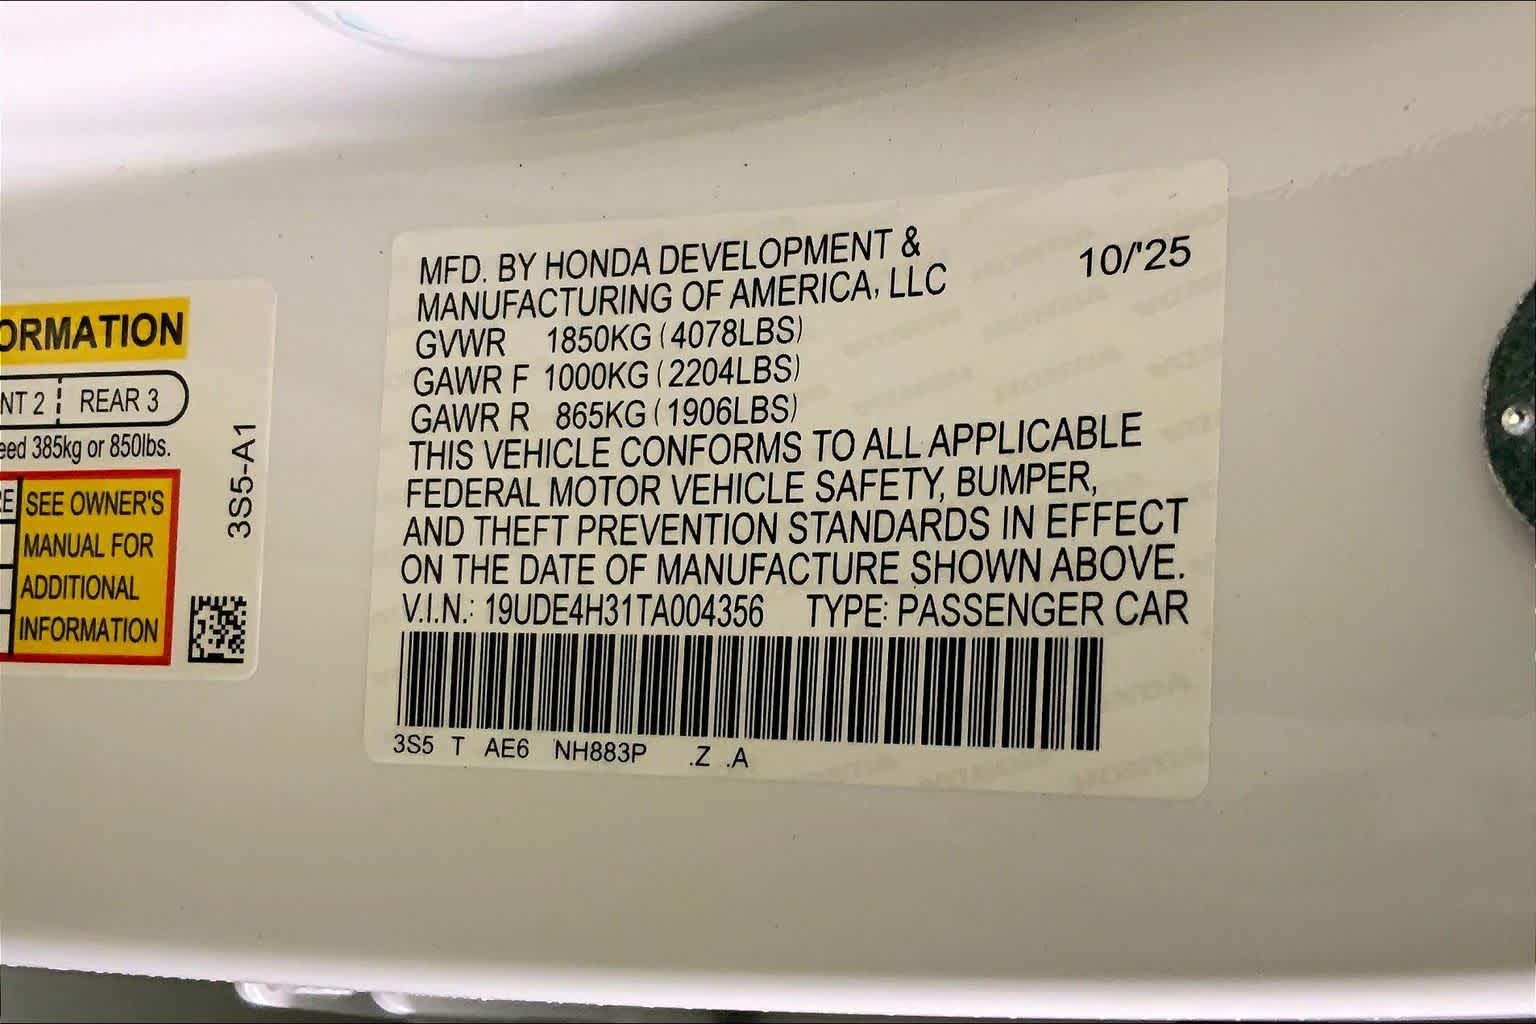 ORMATION
NT 2 REAR 3
eed 385kg or 850lbs.
RE SEE OWNER'S
MANUAL FOR
ADDITIONAL
INFORMATION
3S5-A1
MFD. BY HONDA DEVELOPMENT & 10/'25
MANUFACTURING OF AMERICA, LLC
GVWR 1850KG (4078LBS)
GAWR F 1000KG (2204LBS)
GAWR R 865KG (1906LBS)
THIS VEHICLE CONFORMS TO ALL APPLICABLE
FEDERAL MOTOR VEHICLE SAFETY, BUMPER,
AND THEFT PREVENTION STANDARDS IN EFFECT
ON THE DATE OF MANUFACTURE SHOWN ABOVE.
V.I.N.: 19UDE4H31TA004356 TYPE: PASSENGER CAR
3S5 T AE6 NH883P .Z .A